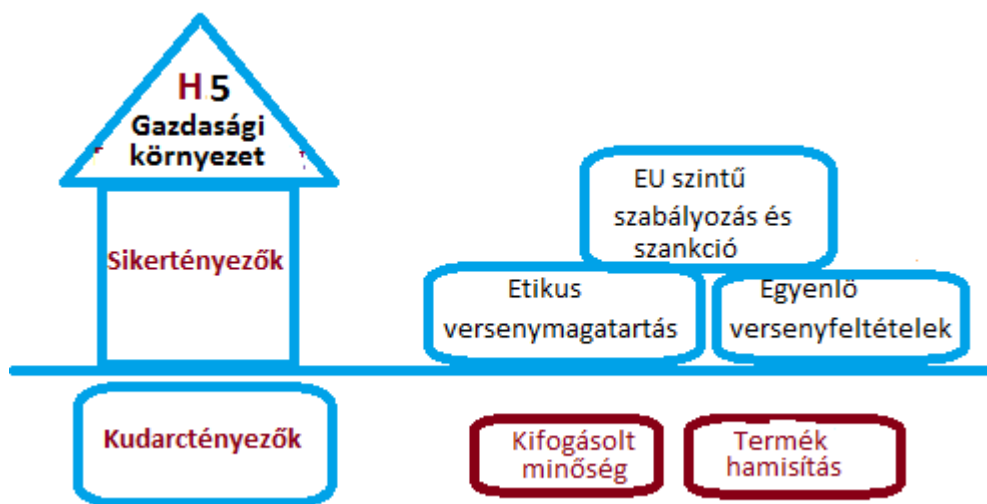 H.5
Gazdasági
környezet
Sikertényezők
EU szintű
szabályozás és
szankció
Etikus
versenymagatartás
Egyenlő
versenyfeltételek
Kudarctényezők
Kifogásolt
minőség
Termék
hamisítás